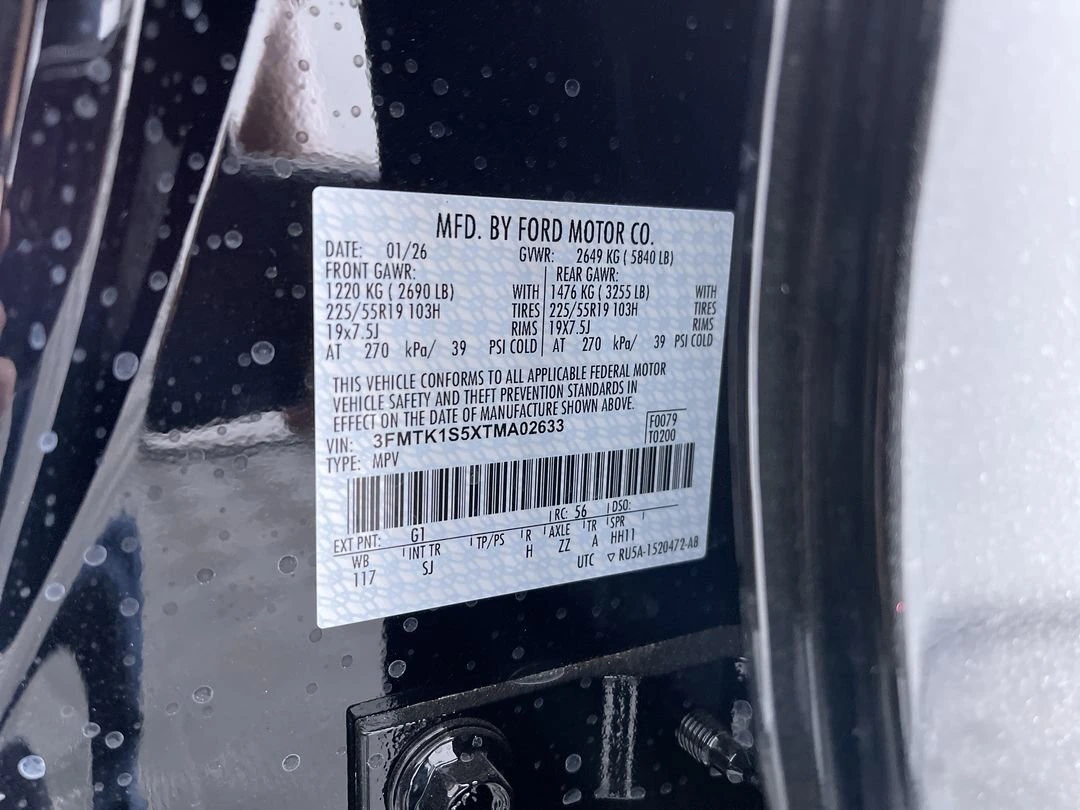 MFD. BY FORD MOTOR CO.
DATE: 01/26 GVWR: 2649 KG ( 5840 LB)
FRONT GAWR: REAR GAWR:
1220 KG ( 2690 LB) WITH 1476 KG ( 3255 LB) WITH
225/55R19 103H TIRES 225/55R19 103H TIRES
19x7.5J RIMS 19X7.5J RIMS
AT 270 kPa/ 39 PSI COLD AT 270 kPa/ 39 PSI COLD
THIS VEHICLE CONFORMS TO ALL APPLICABLE FEDERAL MOTOR
VEHICLE SAFETY AND THEFT PREVENTION STANDARDS IN
EFFECT ON THE DATE OF MANUFACTURE SHOWN ABOVE.
VIN: 3FMTK1S5XTMA02633 F0079
TYPE: MPV T0200
EXT PNT: G1 RC: 56 DSO:
WB INT TR TP/PS R AXLE TR SPR
117 SJ H ZZ A HH11
UTC ▽ RU5A-1520472-AB